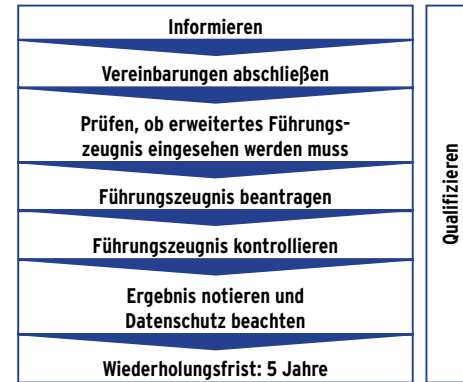 Informieren
Vereinbarungen abschließen
Prüfen, ob erweitertes Führungs-
zeugnis eingesehen werden muss
Führungszeugnis beantragen
Führungszeugnis kontrollieren
Ergebnis notieren und
Datenschutz beachten
Wiederholungsfrist: 5 Jahre
Qualifizieren